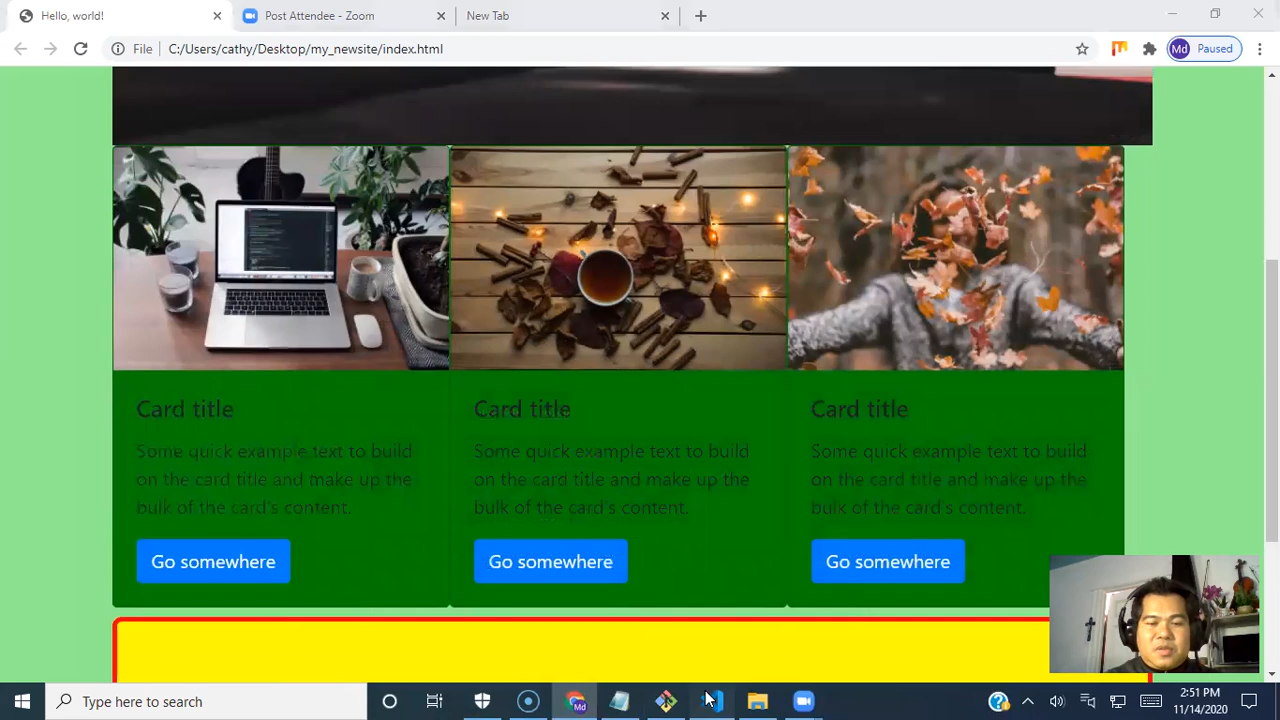 Hello, world!
Post Attendee - Zoom
New Tab
File
C:/Users/cathy/Desktop/my_newsite/index.html
Md
Paused
Card title
Some quick example text to build
on the card title and make up the
bulk of the card's content.
Go somewhere
Card title
Some quick example text to build
on the card title and make up the
bulk of the card's content.
Go somewhere
Card title
Some quick example text to build
on the card title and make up the
bulk of the card's content.
Go somewhere
Type here to search
Md
2:51 PM
11/14/2020